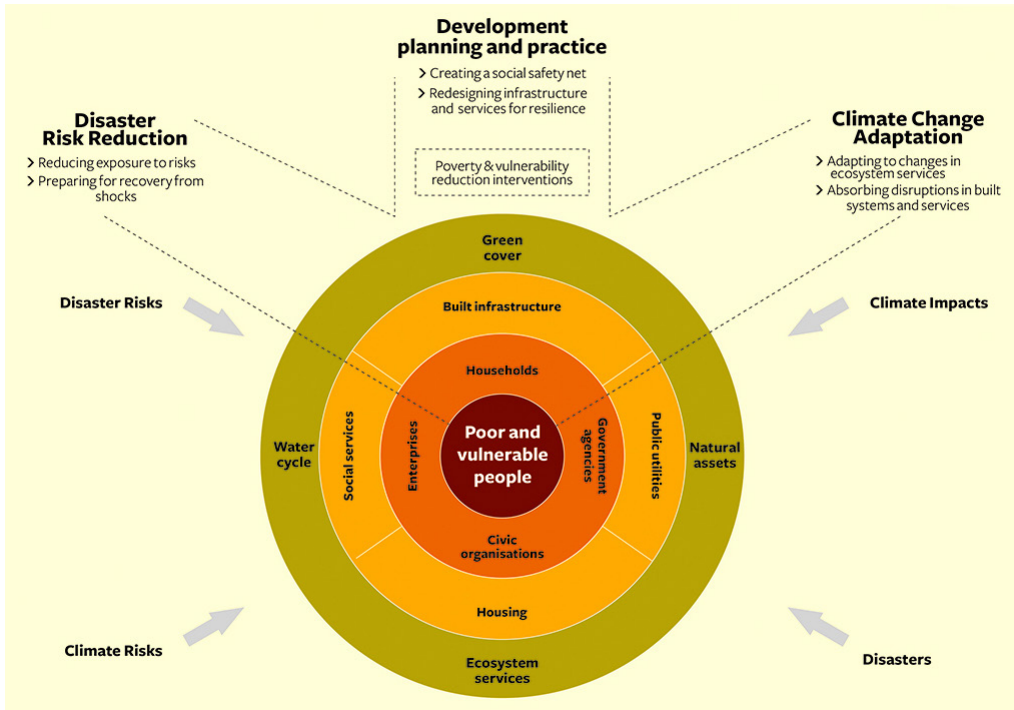 Development
planning and practice
> Creating a social safety net
> Redesigning infrastructure
and services for resilience
Disaster
Risk Reduction
> Reducing exposure to risks
> Preparing for recovery from
shocks
Poverty & vulnerability
reduction interventions
Climate Change
Adaptation
> Adapting to changes in
ecosystem services
> Absorbing disruptions in built
systems and services
Green
cover
Disaster Risks
Built infrastructure
Climate Impacts
Households
Water
cycle
Social services
Enterprises
Poor and
vulnerable
people
Government
agencies
Public utilities
Natural
assets
Civic
organisations
Housing
Climate Risks
Ecosystem
services
Disasters